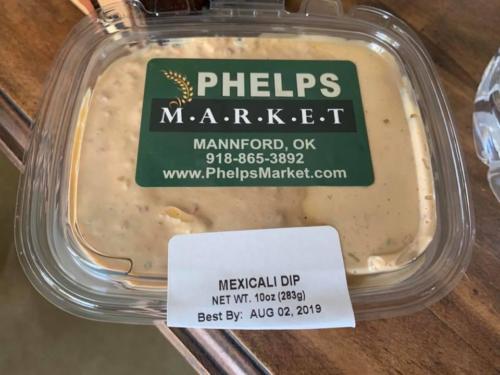 PHELPS
M•A•R•K•E•T
MANNFORD, OK
918-865-3892
www.PhelpsMarket.com
MEXICALI DIP
NET WT. 10oz (283g)
Best By: AUG 02, 2019